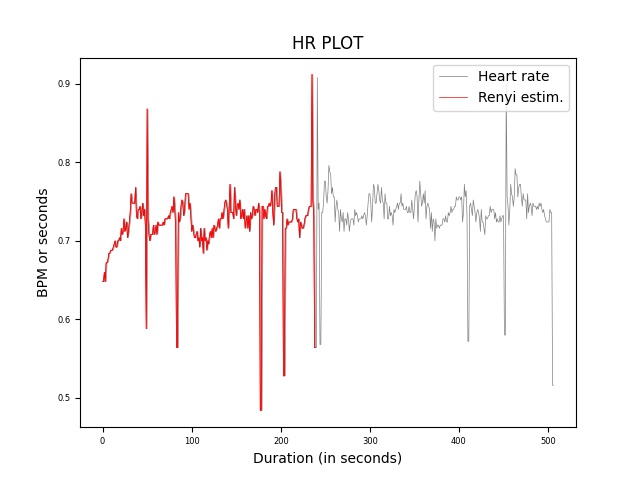 HR PLOT
Heart rate
Renyi estim.
BPM or seconds
0.9
0.8
0.7
0.6
0.5
0
100
200
300
400
500
Duration (in seconds)